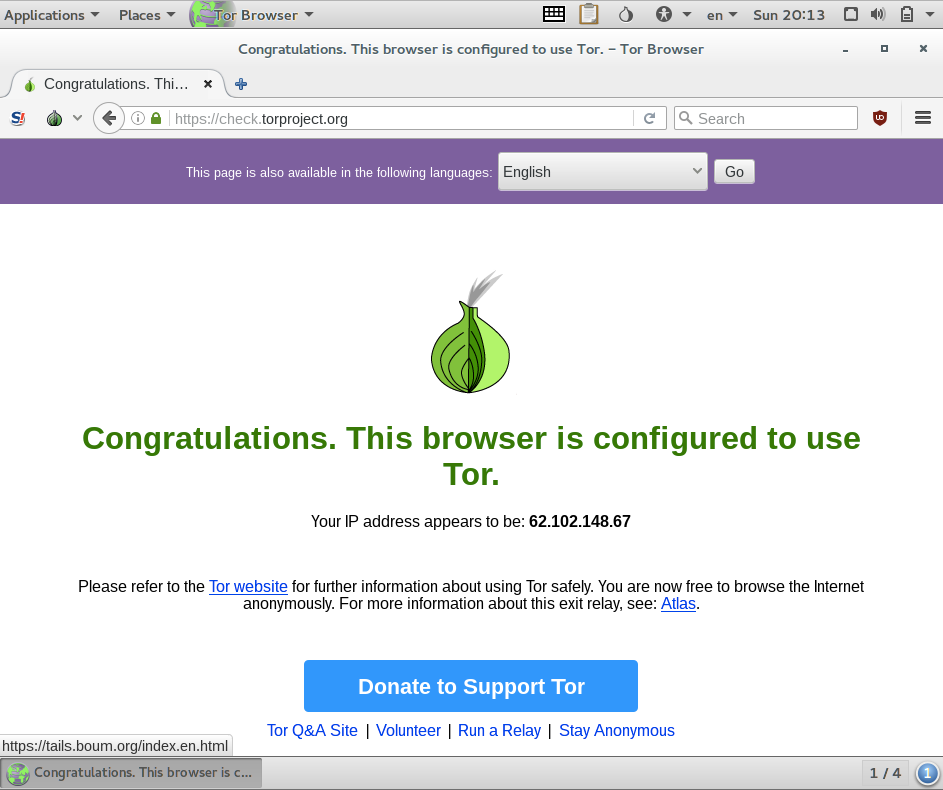 Applications Places Tor Browser en Sun 20:13
Congratulations. This browser is configured to use Tor. – Tor Browser
Congratulations. Thi...
https://check.torproject.org Search
This page is also available in the following languages: English Go
Congratulations. This browser is configured to use
Tor.
Your IP address appears to be: 62.102.148.67
Please refer to the Tor website for further information about using Tor safely. You are now free to browse the Internet
anonymously. For more information about this exit relay, see: Atlas.
Donate to Support Tor
Tor Q&A Site | Volunteer | Run a Relay | Stay Anonymous
https://tails.boum.org/index.en.html
Congratulations. This browser is c... 1 / 4 1